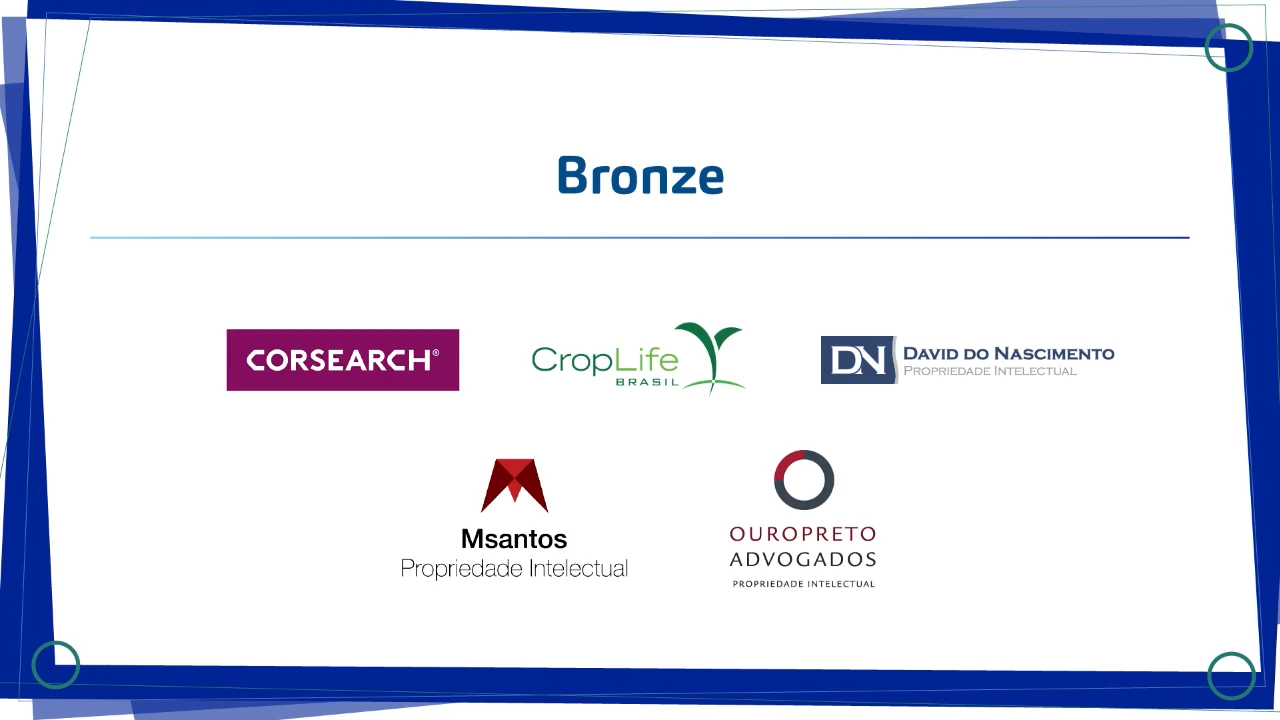 Bronze
CORSEARCH®
CropLife
BRASIL
DN
DAVID DO NASCIMENTO
PROPRIEDADE INTELECTUAL
Msantos
Propriedade Intelectual
OUROPRETO
ADVOGADOS
PROPRIEDADE INTELECTUAL